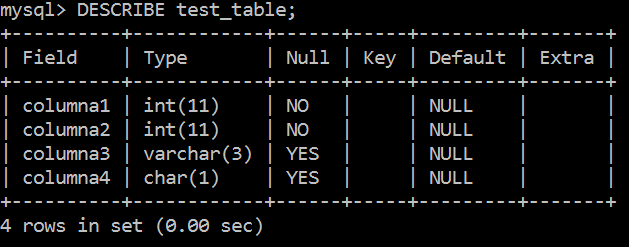 mysql> DESCRIBE test_table;
+----------+------------+------+-----+---------+-------+
| Field    | Type       | Null | Key | Default | Extra |
+----------+------------+------+-----+---------+-------+
| columna1 | int(11)    | NO   |     | NULL    |       |
| columna2 | int(11)    | NO   |     | NULL    |       |
| columna3 | varchar(3) | YES  |     | NULL    |       |
| columna4 | char(1)    | YES  |     | NULL    |       |
+----------+------------+------+-----+---------+-------+
4 rows in set (0.00 sec)